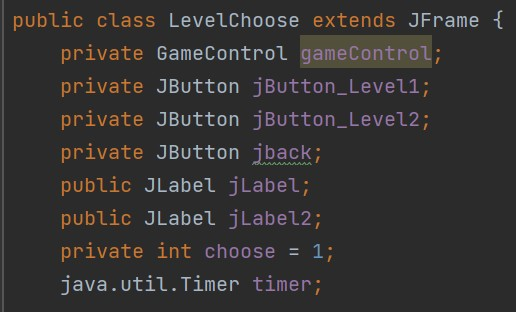 public class LevelChoose extends JFrame {
    private GameControl gameControl;
    private JButton jButton_Level1;
    private JButton jButton_Level2;
    private JButton jback;
    public JLabel jLabel;
    public JLabel jLabel2;
    private int choose = 1;
    java.util.Timer timer;